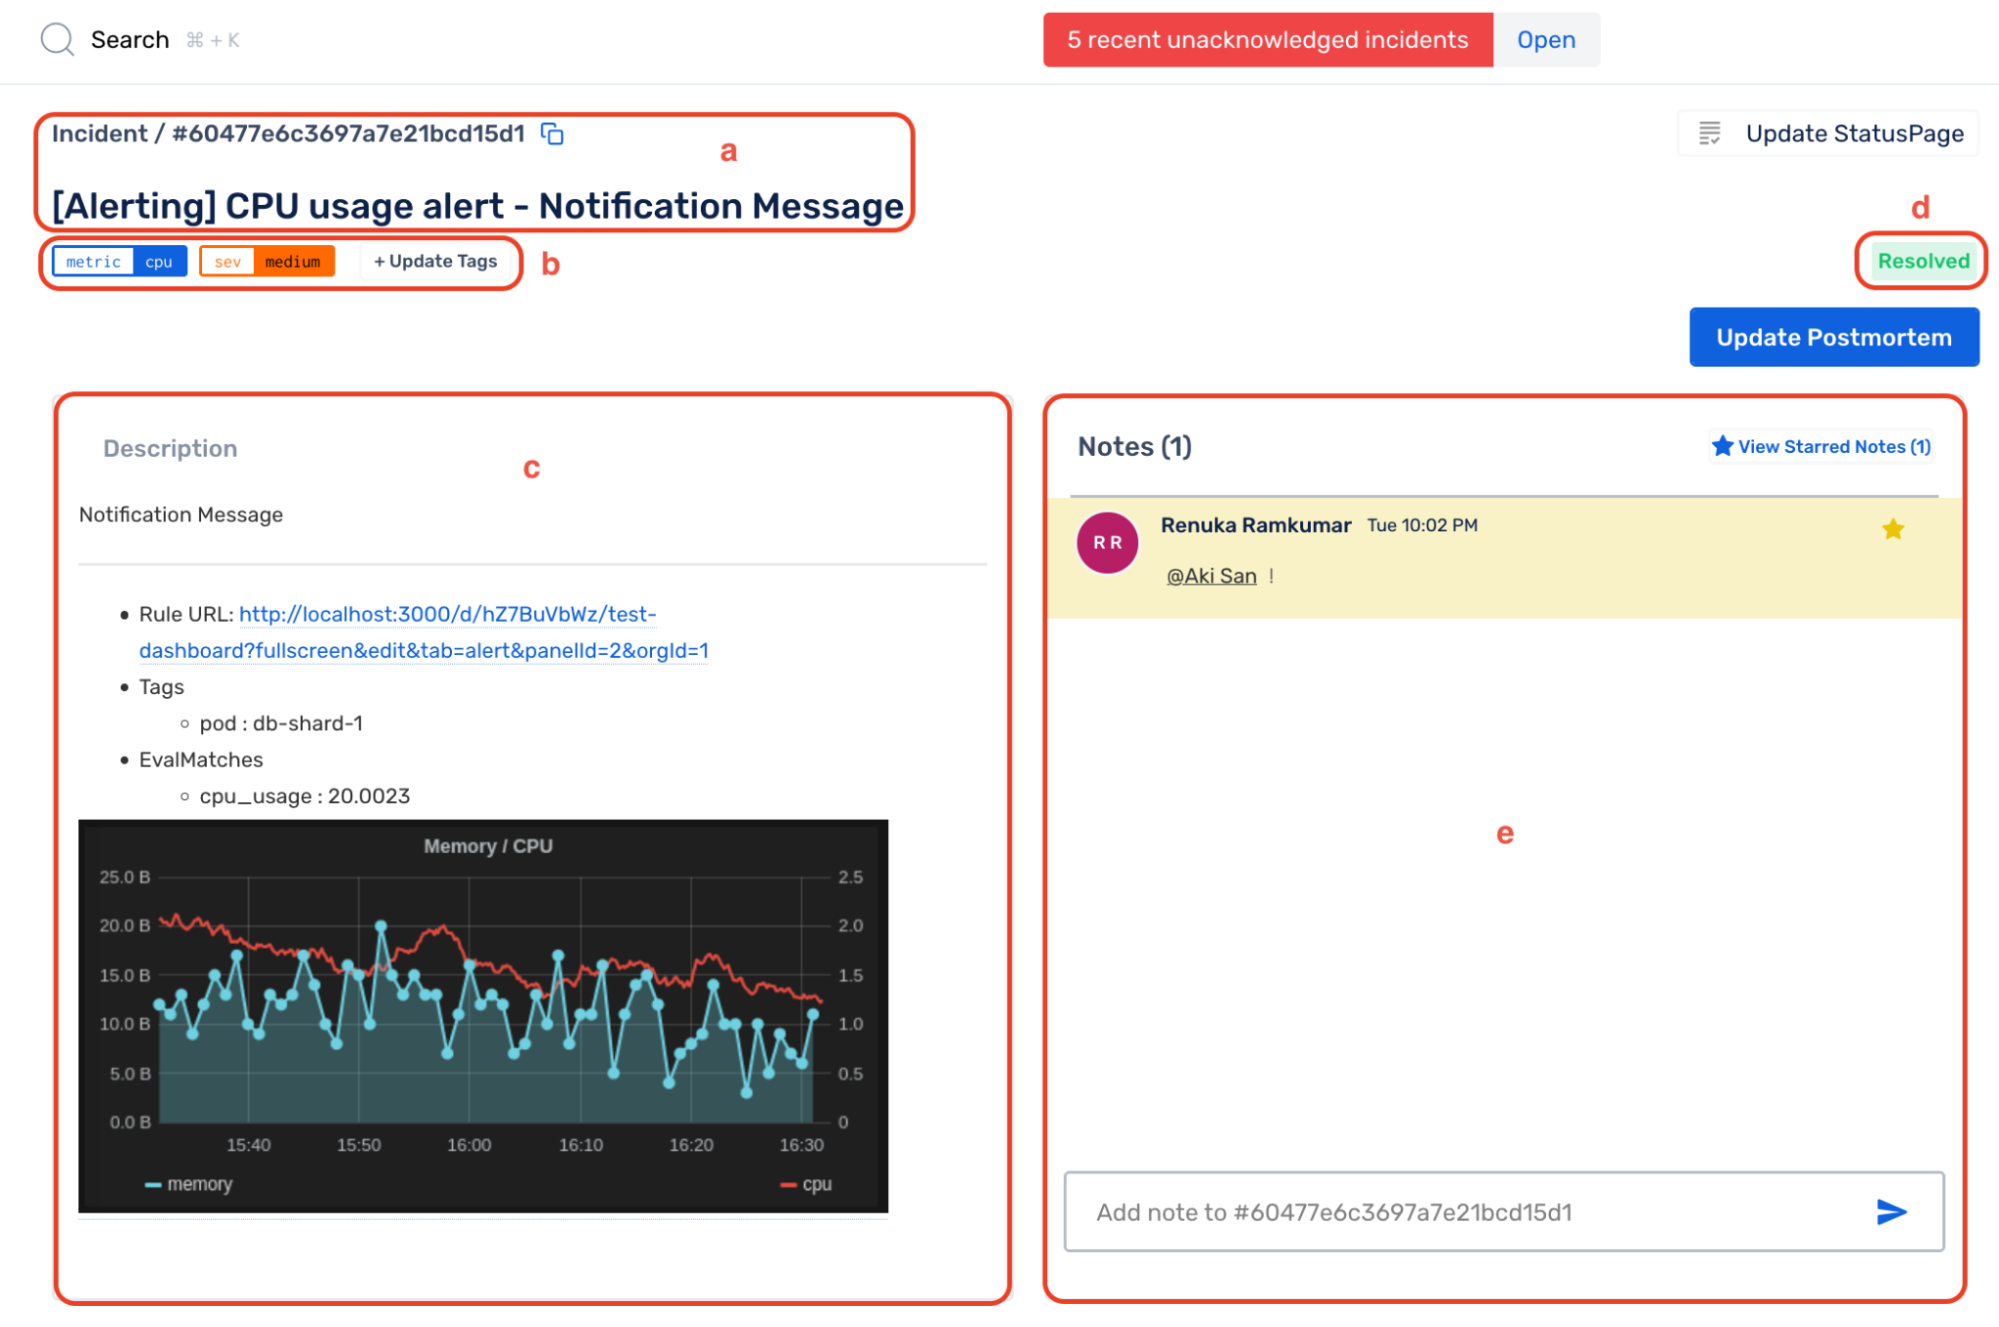 Search ⌘ + K
5 recent unacknowledged incidents Open
Incident / #60477e6c3697a7e21bcd15d1
a
Update StatusPage
[Alerting] CPU usage alert - Notification Message
d
metric cpu sev medium + Update Tags b
Resolved
Update Postmortem
Description
c
Notification Message
Rule URL: http://localhost:3000/d/hZ7BuVbWz/test-
dashboard?fullscreen&edit&tab=alert&panelId=2&orgId=1
Tags
pod : db-shard-1
EvalMatches
cpu_usage : 20.0023
Memory / CPU
25.0 B 2.5
20.0 B 2.0
15.0 B 1.5
10.0 B 1.0
5.0 B 0.5
0.0 B 0
15:40 15:50 16:00 16:10 16:20 16:30
memory cpu
Notes (1) View Starred Notes (1)
R R Renuka Ramkumar Tue 10:02 PM
@Aki San !
e
Add note to #60477e6c3697a7e21bcd15d1